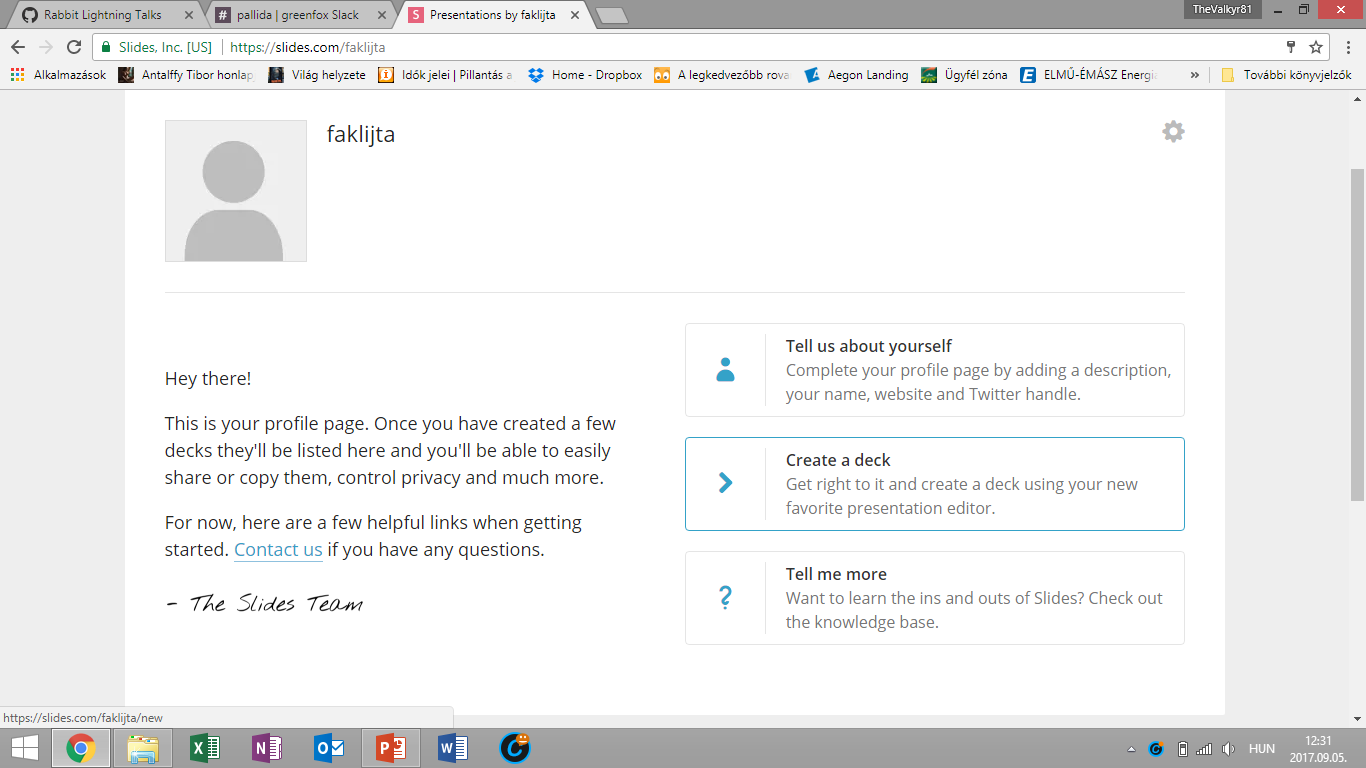 Rabbit Lightning Talks
pallida | greenfox Slack
Presentations by faklijta
TheValkyr81
Slides, Inc. [US]
https://slides.com/faklijta
Alkalmazások
Antalffy Tibor honlap
Világ helyzete
Idők jelei | Pillantás a
Home - Dropbox
A legkedvezőbb rova
Aegon Landing
Ügyfél zóna
ELMŰ-ÉMÁSZ Energia
»
További könyvjelzők
faklijta
Hey there!
This is your profile page. Once you have created a few
decks they'll be listed here and you'll be able to easily
share or copy them, control privacy and much more.
For now, here are a few helpful links when getting
started. Contact us if you have any questions.
- The Slides Team
Tell us about yourself
Complete your profile page by adding a description,
your name, website and Twitter handle.
Create a deck
Get right to it and create a deck using your new
favorite presentation editor.
Tell me more
Want to learn the ins and outs of Slides? Check out
the knowledge base.
https://slides.com/faklijta/new
HUN
12:31
2017.09.05.